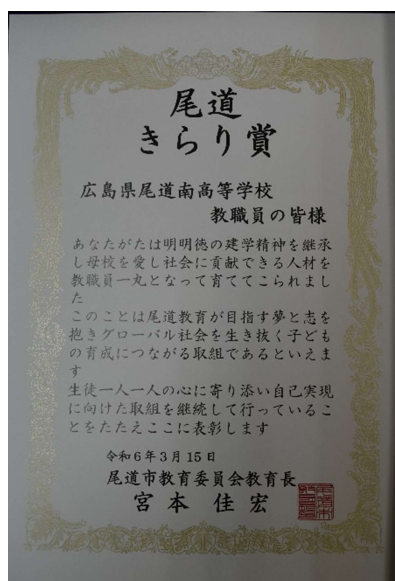 尾道
きらり賞
広島県尾道南高等学校
教職員の皆様
あなたがたは明明徳の建学精神を継承
し母校を愛し社会に貢献できる人材を
教職員一丸となって育ててこられまし
た
このことは尾道教育が目指す夢と志を
抱きグローバル社会を生き抜く子ども
の育成につながる取組であるといえま
す
生徒一人一人の心に寄り添い自己実現
に向けた取組を継続して行っているこ
とをたたえここに表彰します
令和6年3月15日
尾道市教育委員会教育長
宮本佳宏